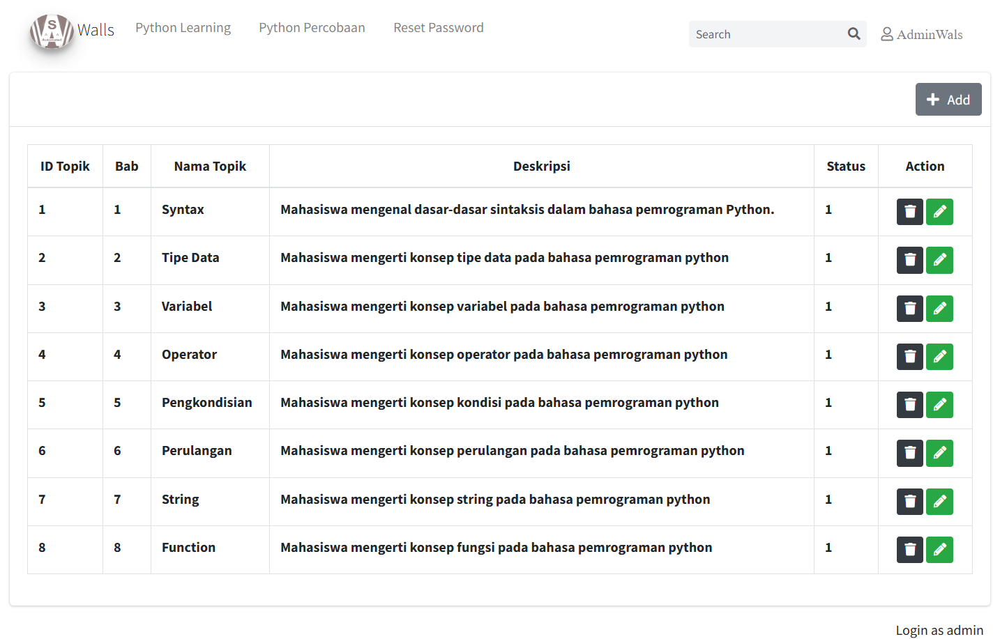 S
Automated
Walls Python Learning Python Percobaan Reset Password Search AdminWals
Add
ID Topik Bab Nama Topik Deskripsi Status Action
1 1 Syntax Mahasiswa mengenal dasar-dasar sintaksis dalam bahasa pemrograman Python. 1
2 2 Tipe Data Mahasiswa mengerti konsep tipe data pada bahasa pemrograman python 1
3 3 Variabel Mahasiswa mengerti konsep variabel pada bahasa pemrograman python 1
4 4 Operator Mahasiswa mengerti konsep operator pada bahasa pemrograman python 1
5 5 Pengkondisian Mahasiswa mengerti konsep kondisi pada bahasa pemrograman python 1
6 6 Perulangan Mahasiswa mengerti konsep perulangan pada bahasa pemrograman python 1
7 7 String Mahasiswa mengerti konsep string pada bahasa pemrograman python 1
8 8 Function Mahasiswa mengerti konsep fungsi pada bahasa pemrograman python 1
Login as admin